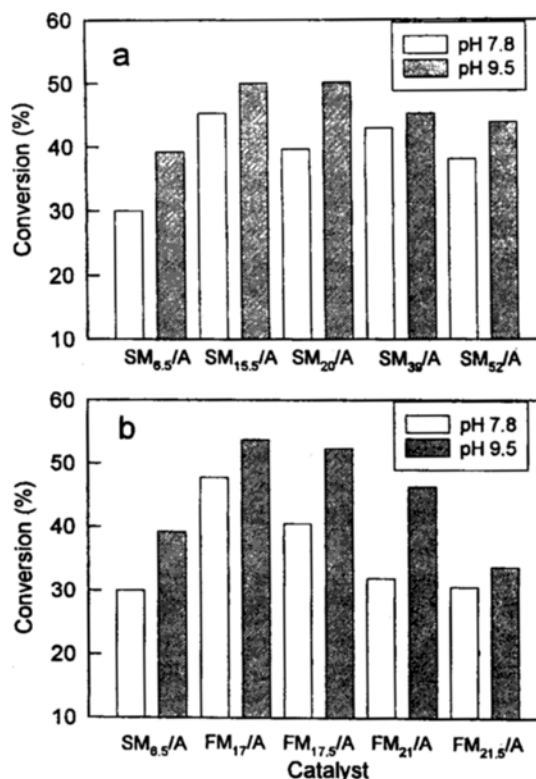 a
pH 7.8
pH 9.5
Conversion (%)
60
50
40
30
20
10
SM6.5/A SM15.5/A SM20/A SM39/A SM52/A
b
pH 7.8
pH 9.5
Conversion (%)
60
50
40
30
20
10
SM6.5/A FM17/A FM17.5/A FM21/A FM21.5/A
Catalyst